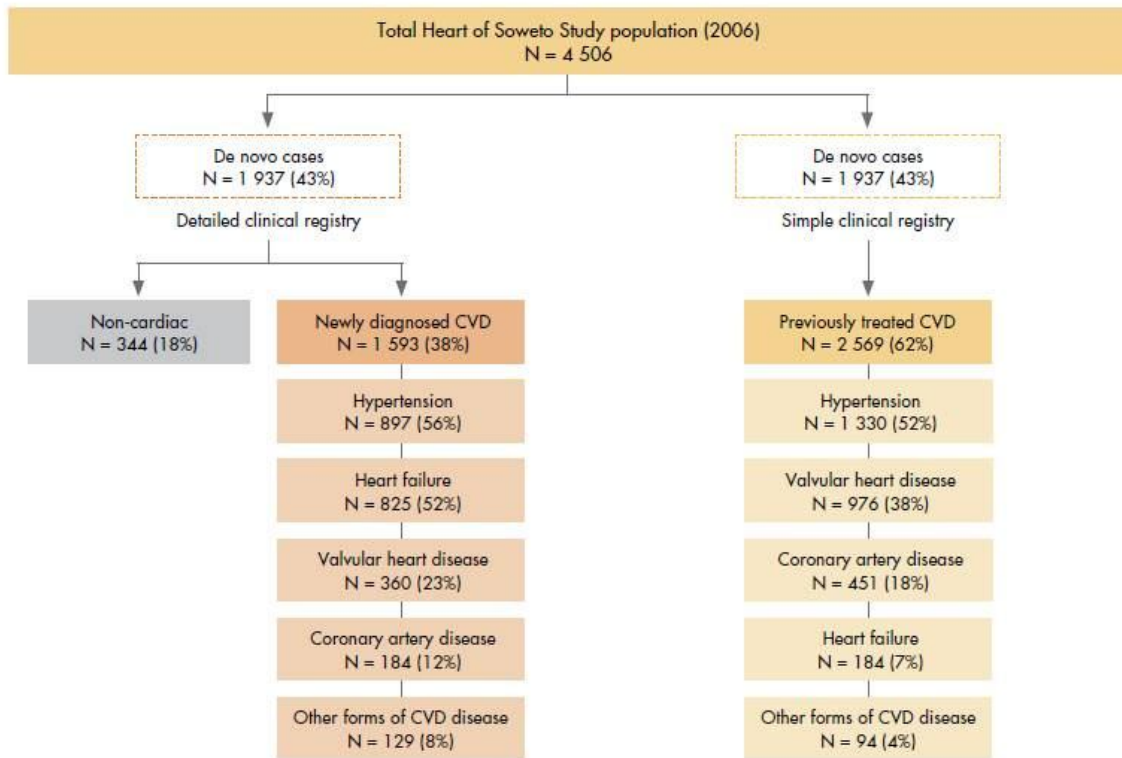 Total Heart of Soweto Study population (2006)
N = 4 506
De novo cases
N = 1 937 (43%)
Detailed clinical registry
De novo cases
N = 1 937 (43%)
Simple clinical registry
Non-cardiac
N = 344 (18%)
Newly diagnosed CVD
N = 1 593 (38%)
Hypertension
N = 897 (56%)
Heart failure
N = 825 (52%)
Valvular heart disease
N = 360 (23%)
Coronary artery disease
N = 184 (12%)
Other forms of CVD disease
N = 129 (8%)
Previously treated CVD
N = 2 569 (62%)
Hypertension
N = 1 330 (52%)
Valvular heart disease
N = 976 (38%)
Coronary artery disease
N = 451 (18%)
Heart failure
N = 184 (7%)
Other forms of CVD disease
N = 94 (4%)